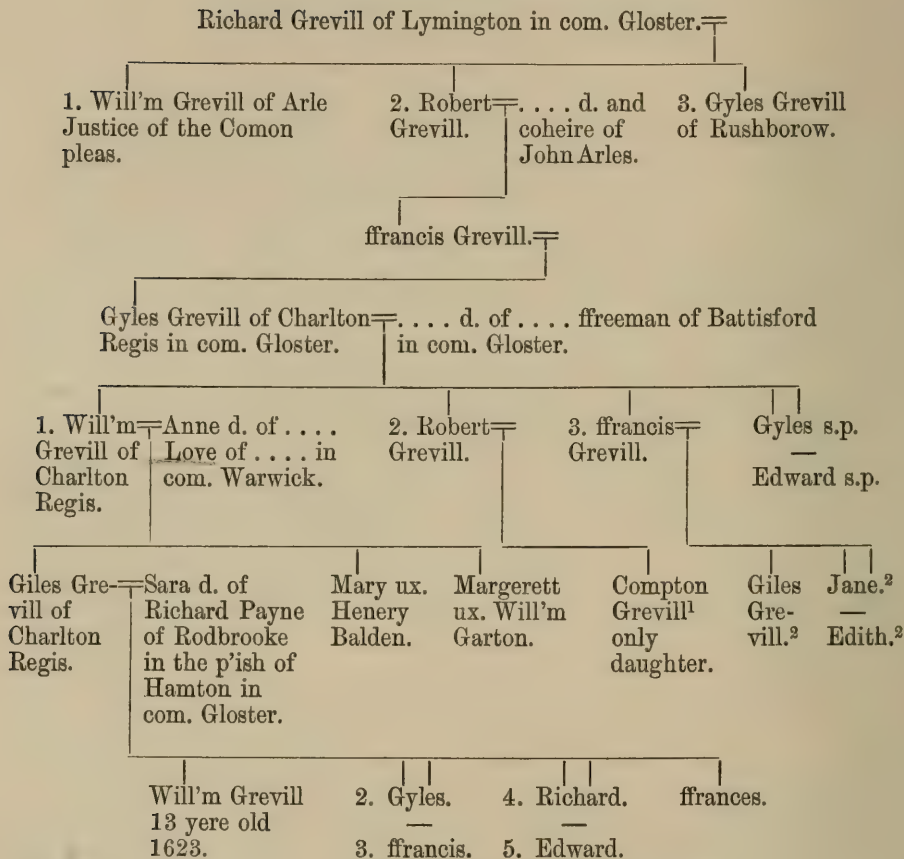 Richard Grevill of Lymington in com. Gloster.
1. Will'm Grevill of Arle
Justice of the Comon
pleas.
2. Robert
Grevill.
. . . . d. and
coheire of
John Arles.
3. Gyles Grevill
of Rushborow.
ffrancis Grevill.
Gyles Grevill of Charlton
Regis in com. Gloster.
. . . . d. of . . . . ffreeman of Battisford
in com. Gloster.
1. Will'm
Grevill of
Charlton
Regis.
Anne d. of . . . .
Love of . . . . in
com. Warwick.
2. Robert
Grevill.
3. ffrancis
Grevill.
Gyles s.p.
—
Edward s.p.
Giles Gre-
vill of
Charlton
Regis.
Sara d. of
Richard Payne
of Rodbrooke
in the p'ish of
Hamton in
com. Gloster.
Mary ux.
Henery
Balden.
Margerett
ux. Will'm
Garton.
Compton
Grevill¹
only
daughter.
Giles
Gre-
vill.²
Jane.²
—
Edith.²
Will'm Grevill
13 yere old
1623.
2. Gyles.
—
3. ffrancis.
4. Richard.
—
5. Edward.
ffrances.